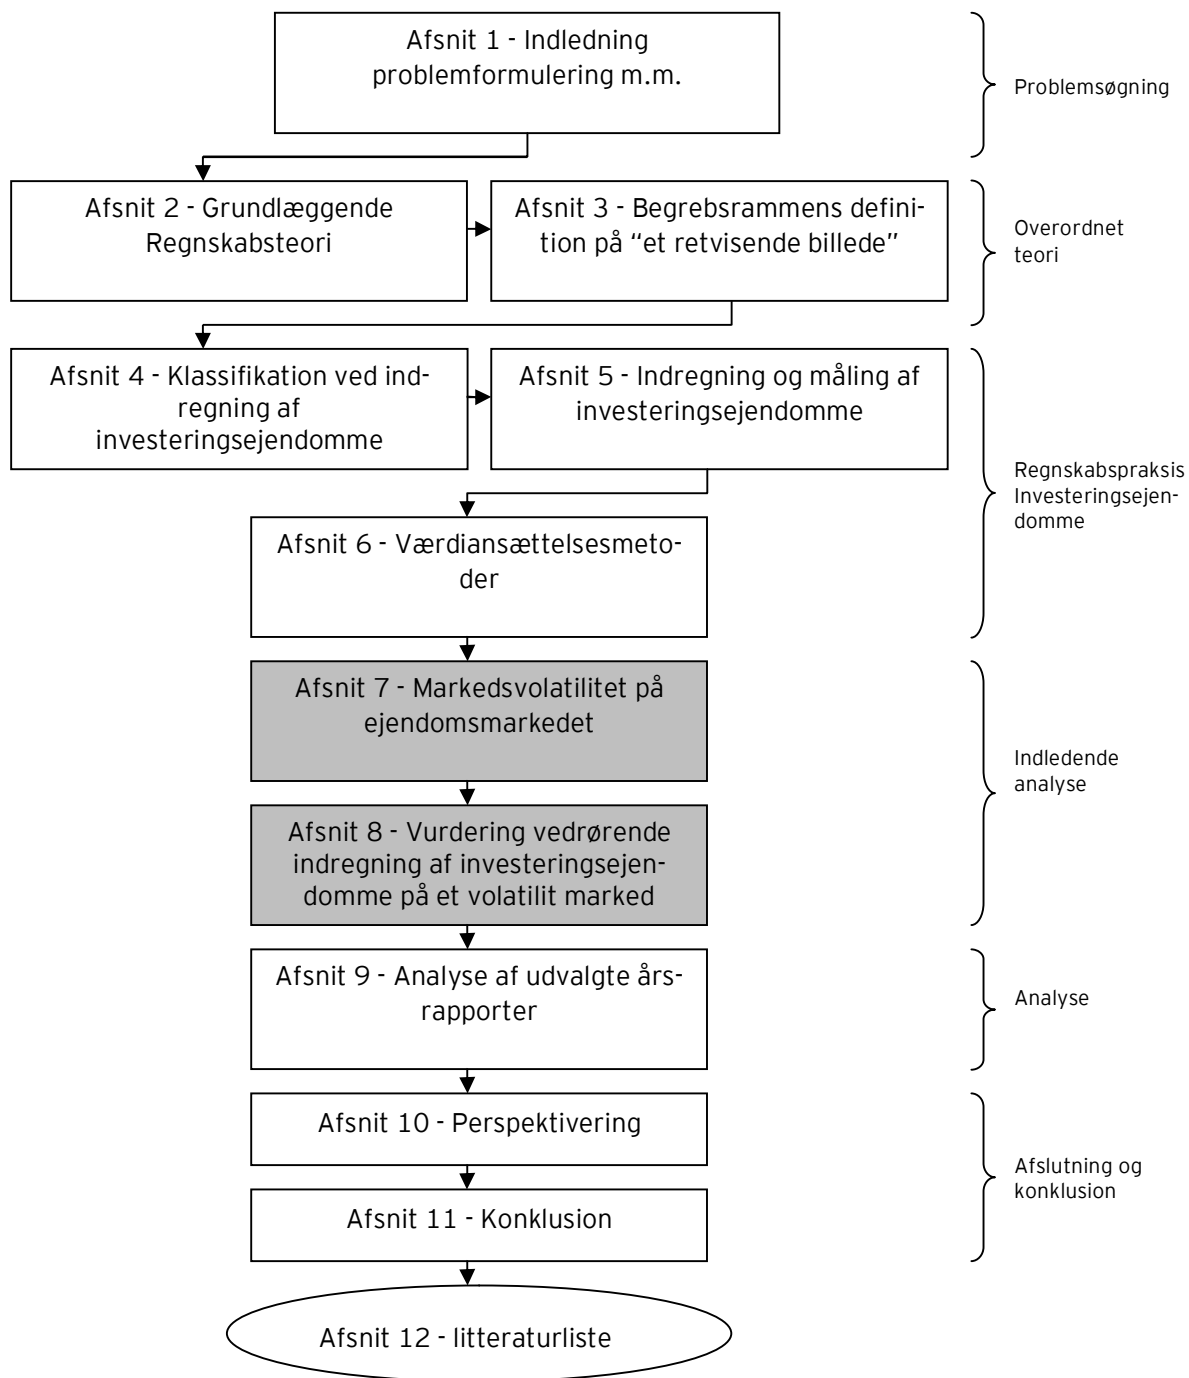 Afsnit 1 - Indledning
problemformulering m.m.
Problemsøgning
Afsnit 2 - Grundlæggende
Regnskabsteori
Afsnit 3 - Begrebsrammens defini-
tion på “et retvisende billede”
Overordnet
teori
Afsnit 4 - Klassifikation ved ind-
regning af
investeringsejendomme
Afsnit 5 - Indregning og måling af
investeringsejendomme
Regnskabspraksis
Investeringsejen-
domme
Afsnit 6 - Værdiansættelsesmeto-
der
Afsnit 7 - Markedsvolatilitet på
ejendomsmarkedet
Indledende
analyse
Afsnit 8 - Vurdering vedrørende
indregning af investeringsejen-
domme på et volatilit marked
Afsnit 9 - Analyse af udvalgte års-
rapporter
Analyse
Afsnit 10 - Perspektivering
Afslutning og
konklusion
Afsnit 11 - Konklusion
Afsnit 12 - litteraturliste